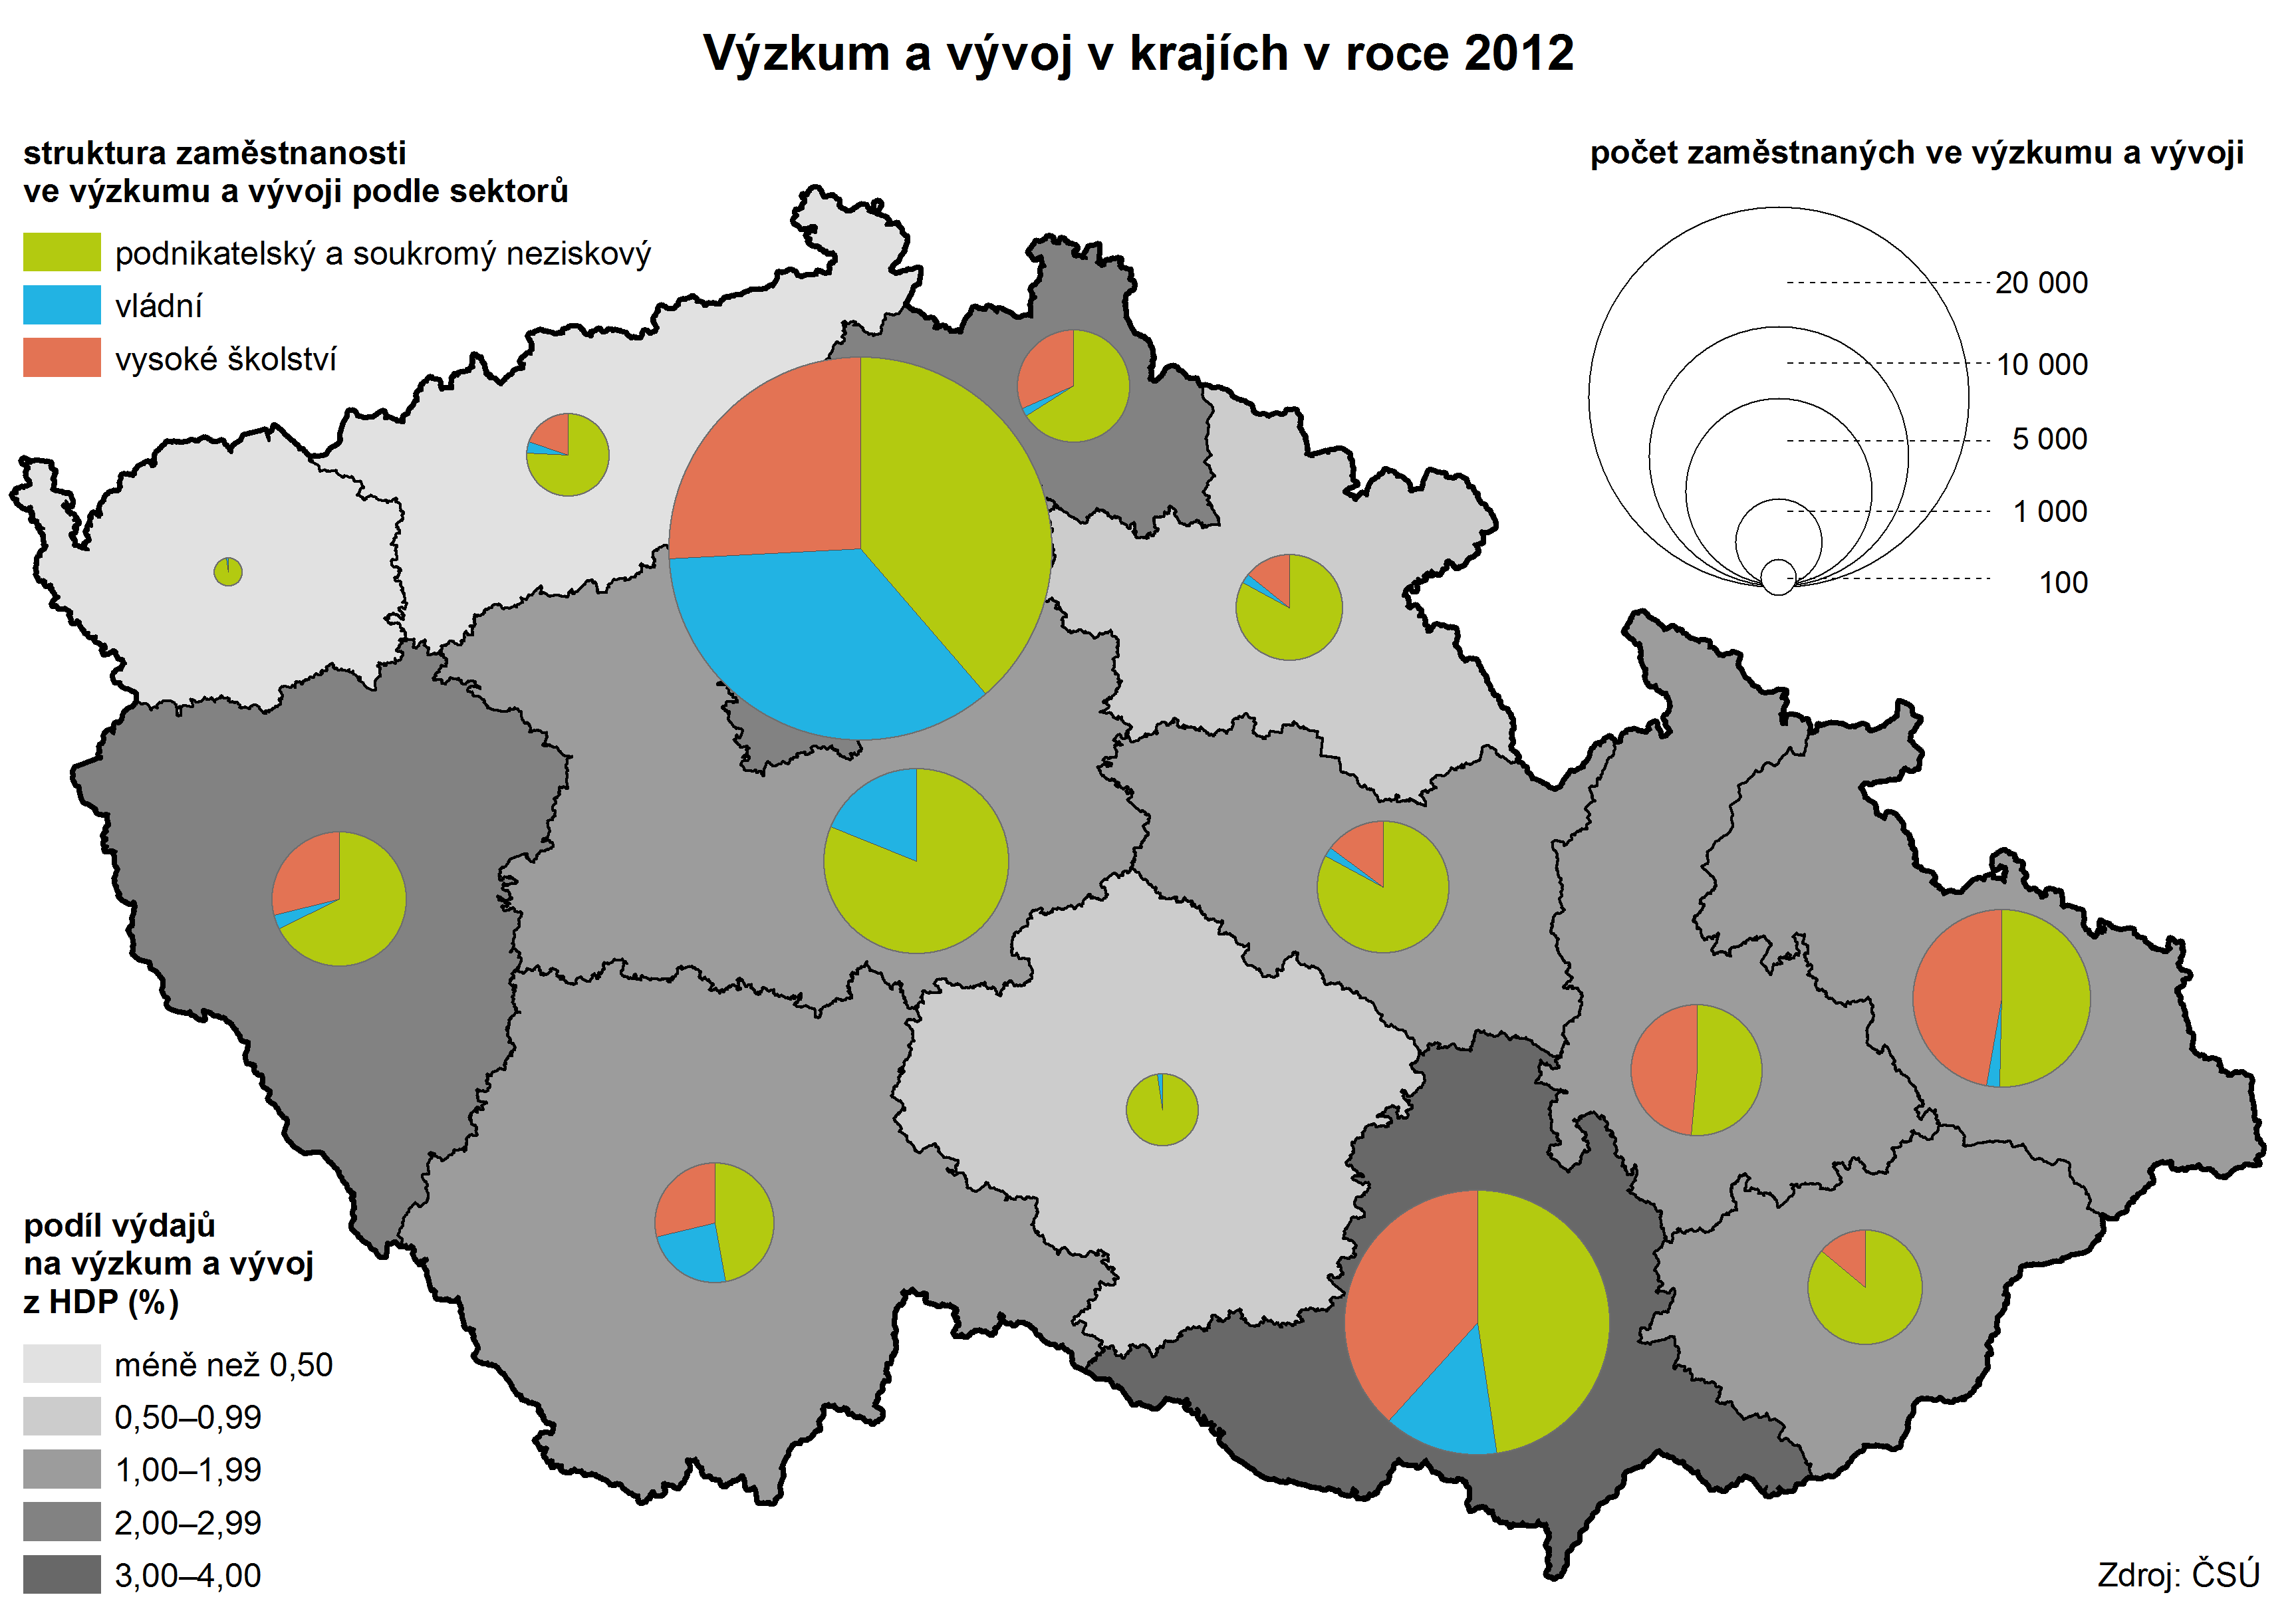 Výzkum a vývoj v krajích v roce 2012
struktura zaměstnanosti
ve výzkumu a vývoji podle sektorů
podnikatelský a soukromý neziskový
vládní
vysoké školství
počet zaměstnaných ve výzkumu a vývoji
20 000
10 000
5 000
1 000
100
podíl výdajů
na výzkum a vývoj
z HDP (%)
méně než 0,50
0,50–0,99
1,00–1,99
2,00–2,99
3,00–4,00
Zdroj: ČSÚ